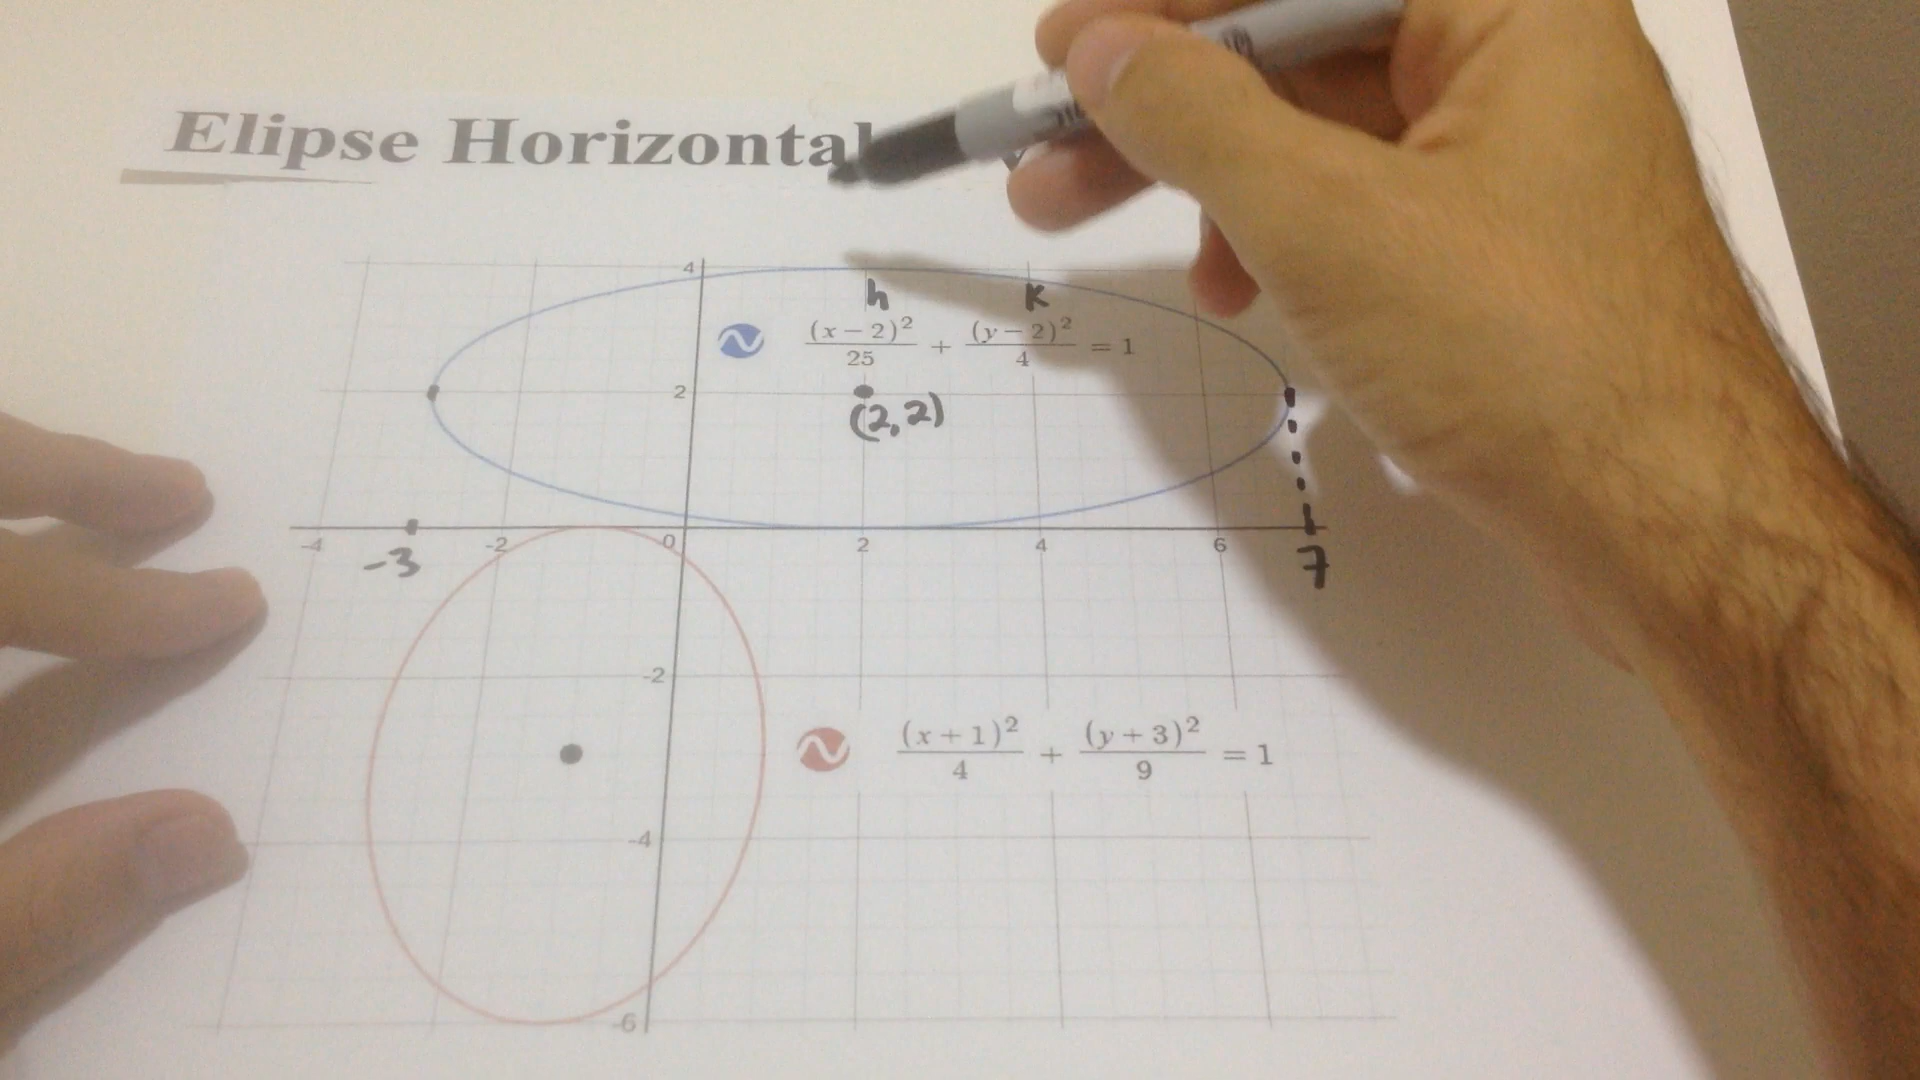 Elipse Horizontal
4
h k
(x − 2)² / 25 + (y − 2)² / 4 = 1
2
(2,2)
-4 -2 0 2 4 6
-3 7
-2
(x + 1)² / 4 + (y + 3)² / 9 = 1
-4
-6